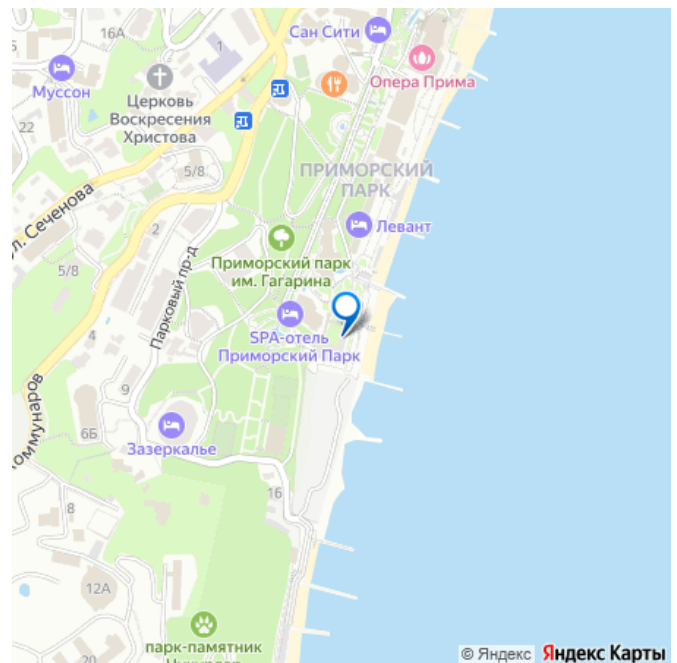 16А
Сан Сити
1
Опера Прима
Муссон
Церковь
Воскресения
Христова
22
5/8
ПРИМОРСКИЙ
ПАРК
л. Сеченова
2
Левант
5/8
Приморский парк
им. Гагарина
Парковый пр-д
SPA-отель
Приморский Парк
4
9
Коммунаров
6Б
Зазеркалье
16
8
12А
парк-памятник
20
© Яндекс Яндекс Карты